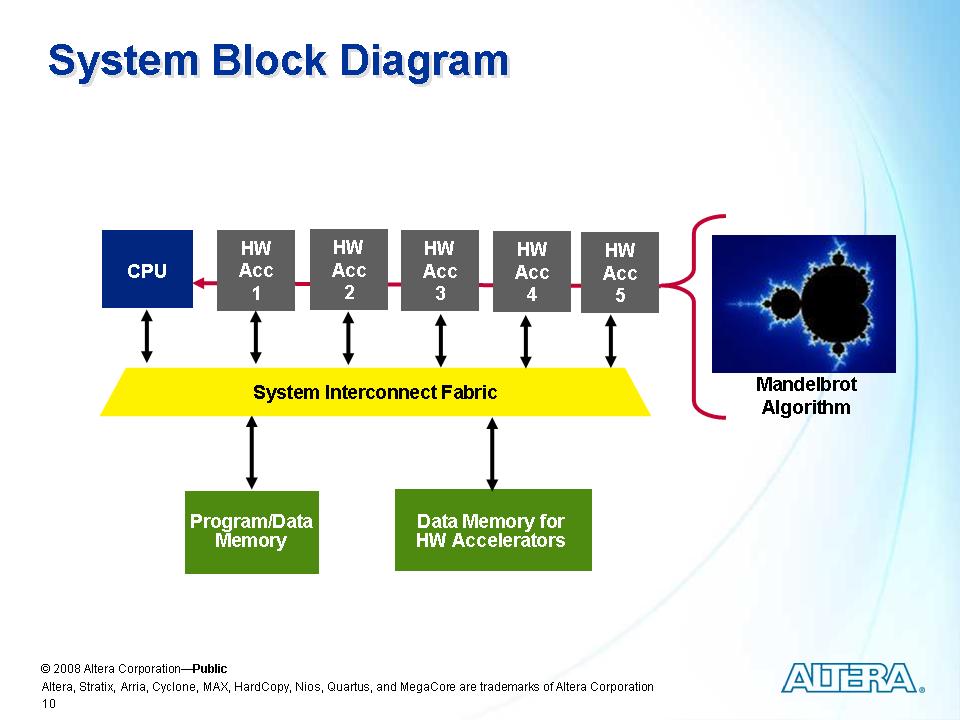 System Block Diagram
CPU
HW
Acc
1
HW
Acc
2
HW
Acc
3
HW
Acc
4
HW
Acc
5
System Interconnect Fabric
Mandelbrot
Algorithm
Program/Data
Memory
Data Memory for
HW Accelerators
© 2008 Altera Corporation—Public
Altera, Stratix, Arria, Cyclone, MAX, HardCopy, Nios, Quartus, and MegaCore are trademarks of Altera Corporation
10
ALTERA®